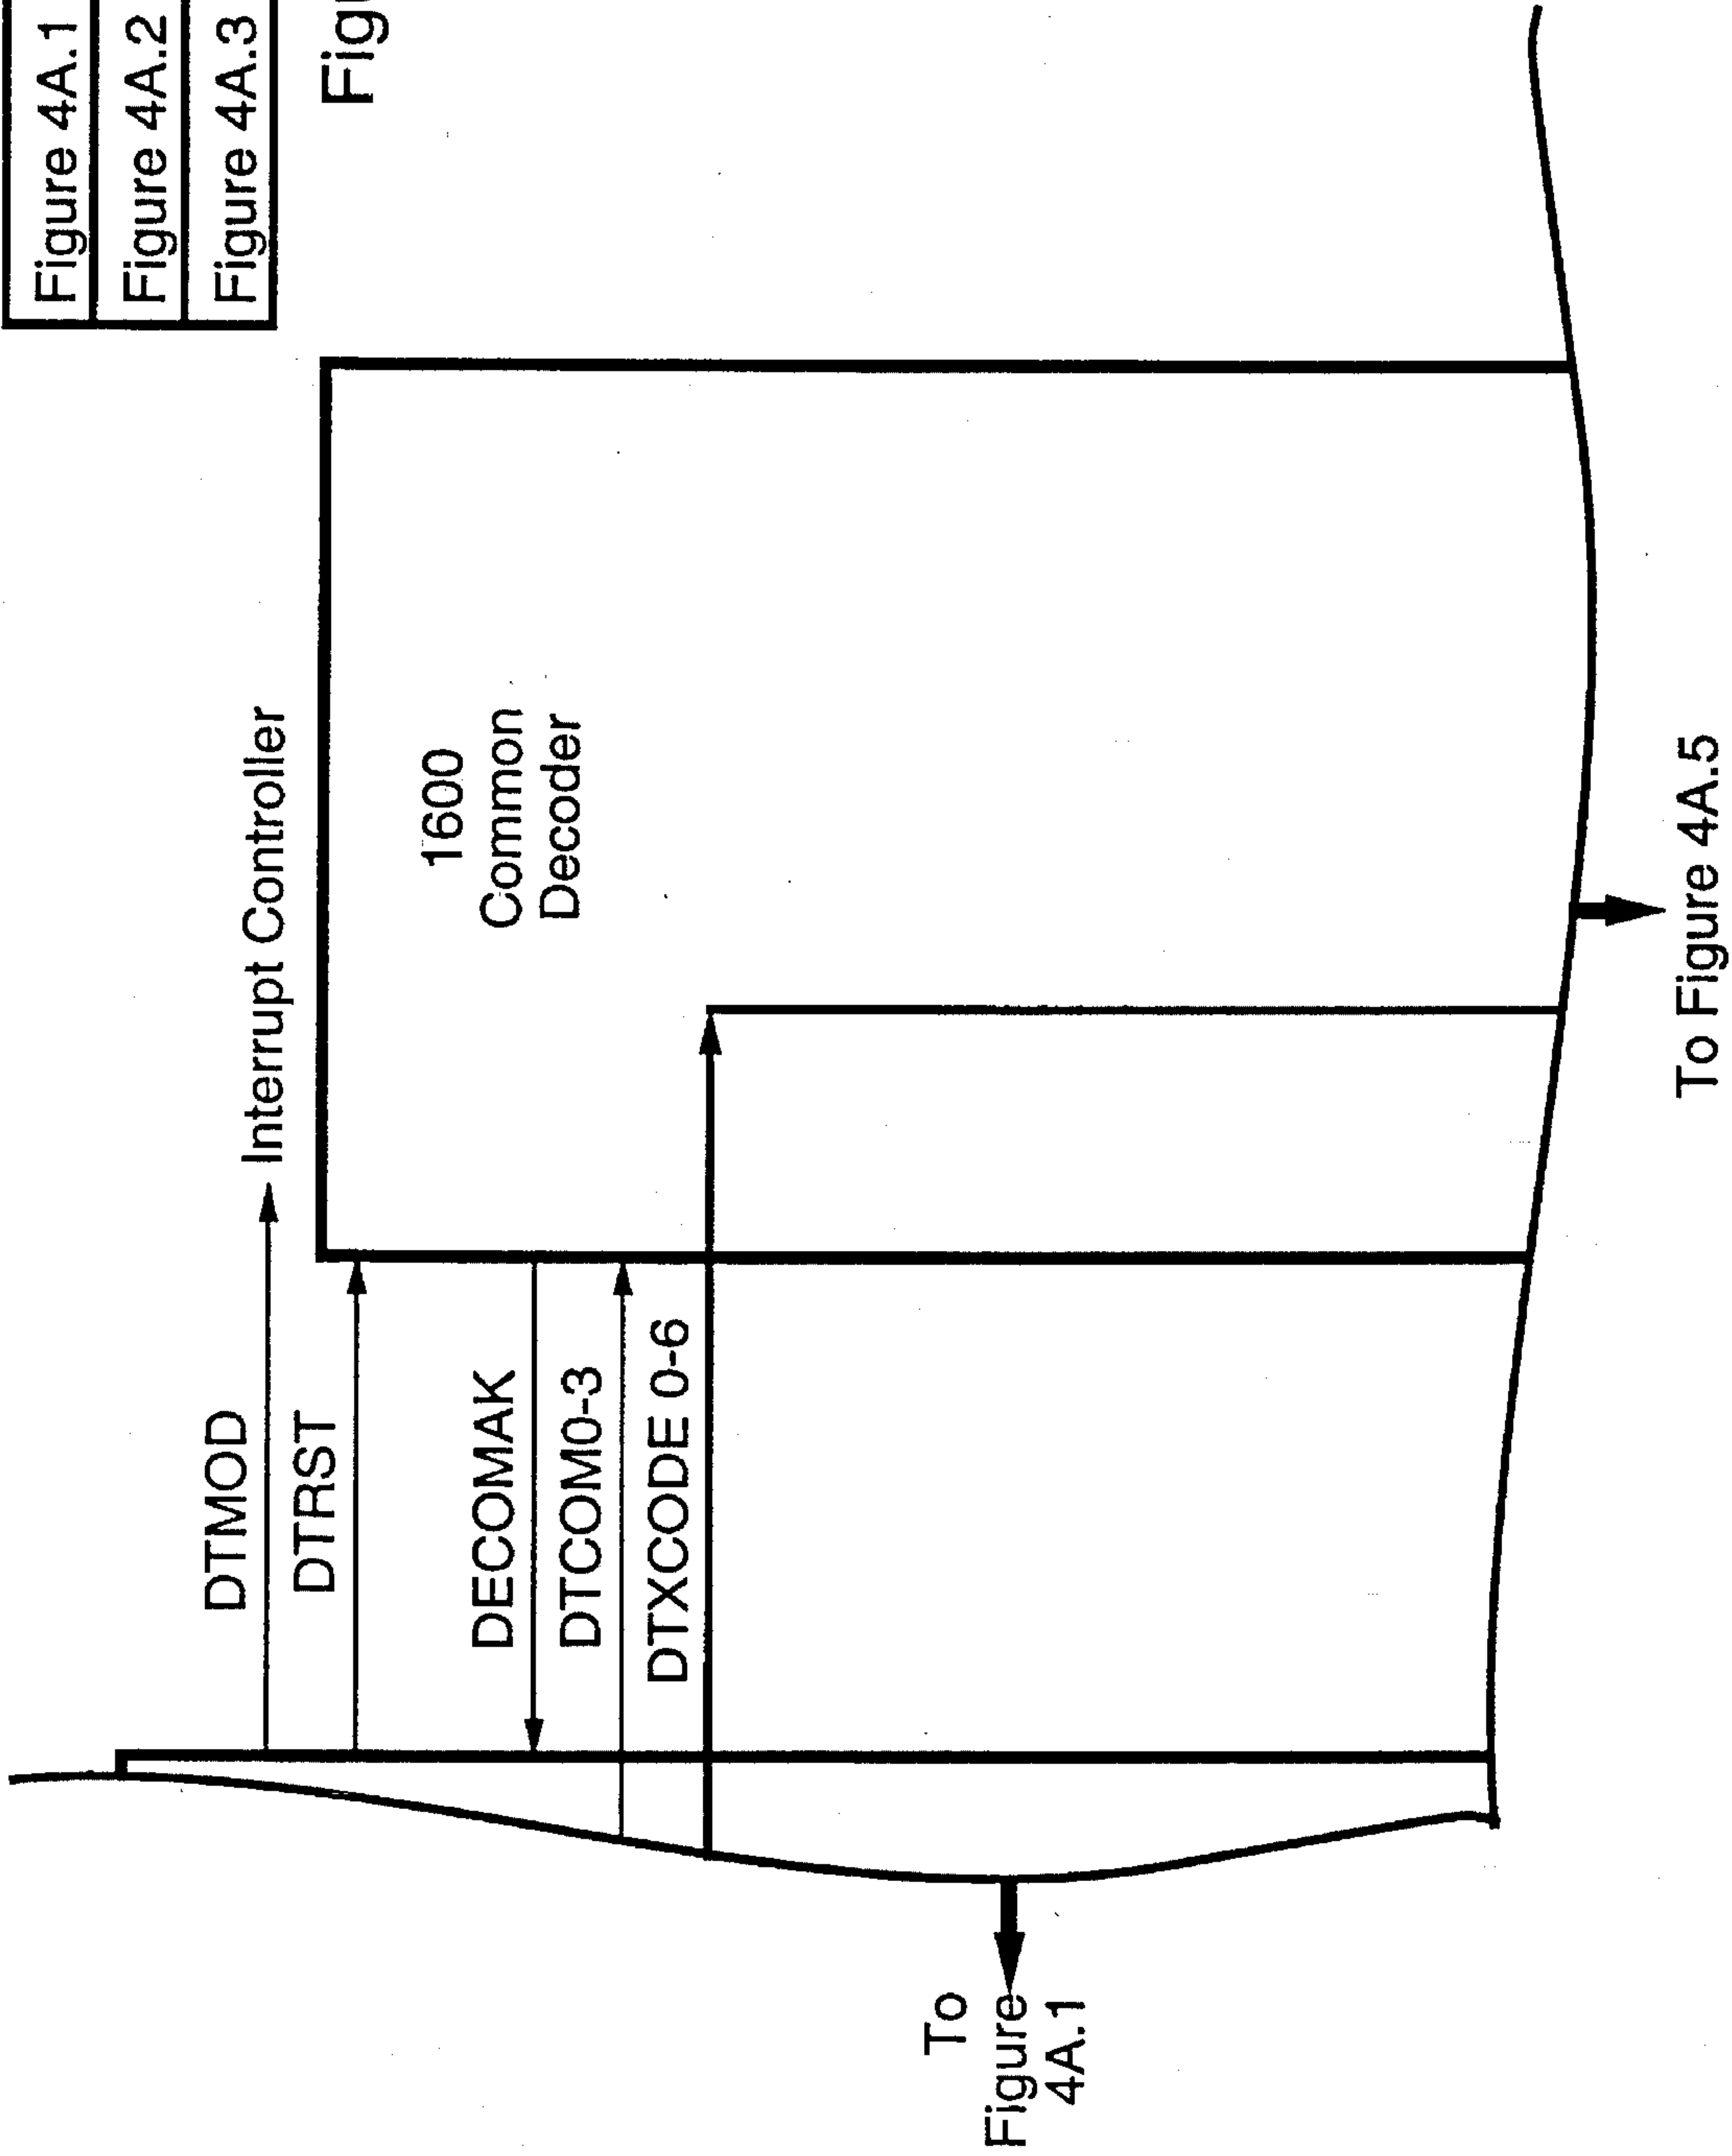 Figure 4A.1
Figure 4A.2
Figure 4A.3
DTMOD
Interrupt Controller
DTRST
1600
Common
Decoder
DECOMAK
DTCOM0-3
DTXCODE 0-6
To
Figure
4A.1
To Figure 4A.5